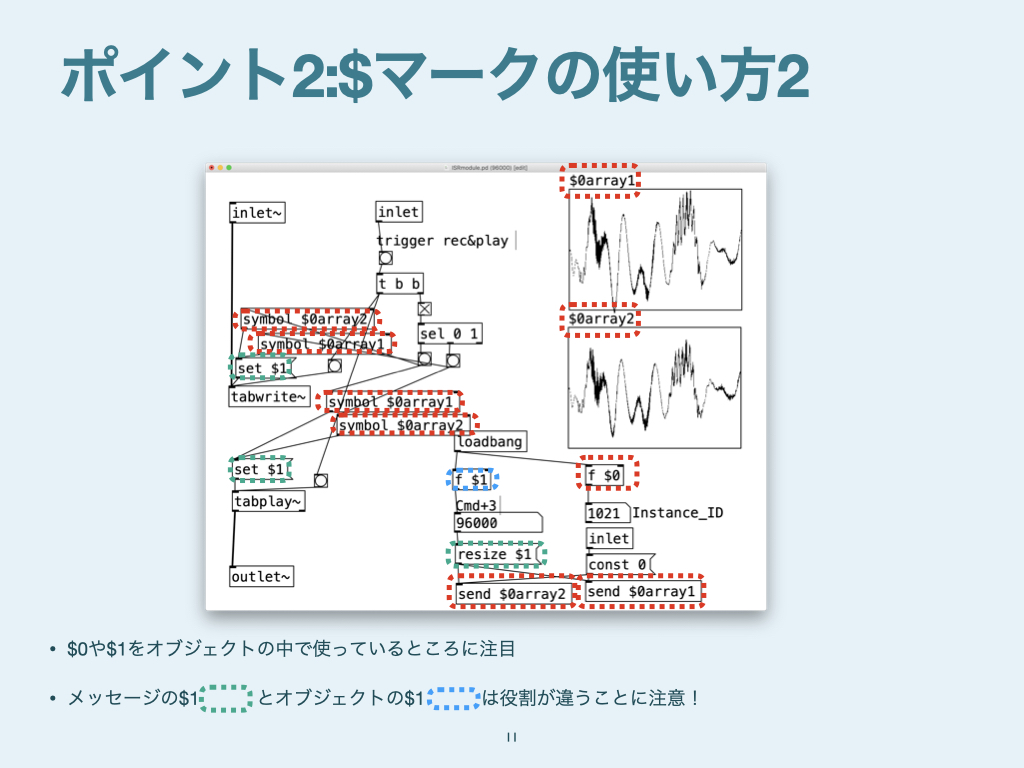 ポイント2:$マークの使い方2
ISRmodule.pd (96000) [edit]
$0array1
inlet~
inlet
trigger rec&play
t b b
symbol $0array2
$0array2
sel 0 1
symbol $0array1
set $1
tabwrite~
symbol $0array1
symbol $0array2
loadbang
set $1
f $1
f $0
tabplay~
Cmd+3
1021 Instance_ID
96000
inlet
resize $1
const 0
outlet~
send $0array2
send $0array1
• $0や$1をオブジェクトの中で使っているところに注目
• メッセージの$1 とオブジェクトの$1 は役割が違うことに注意！
11